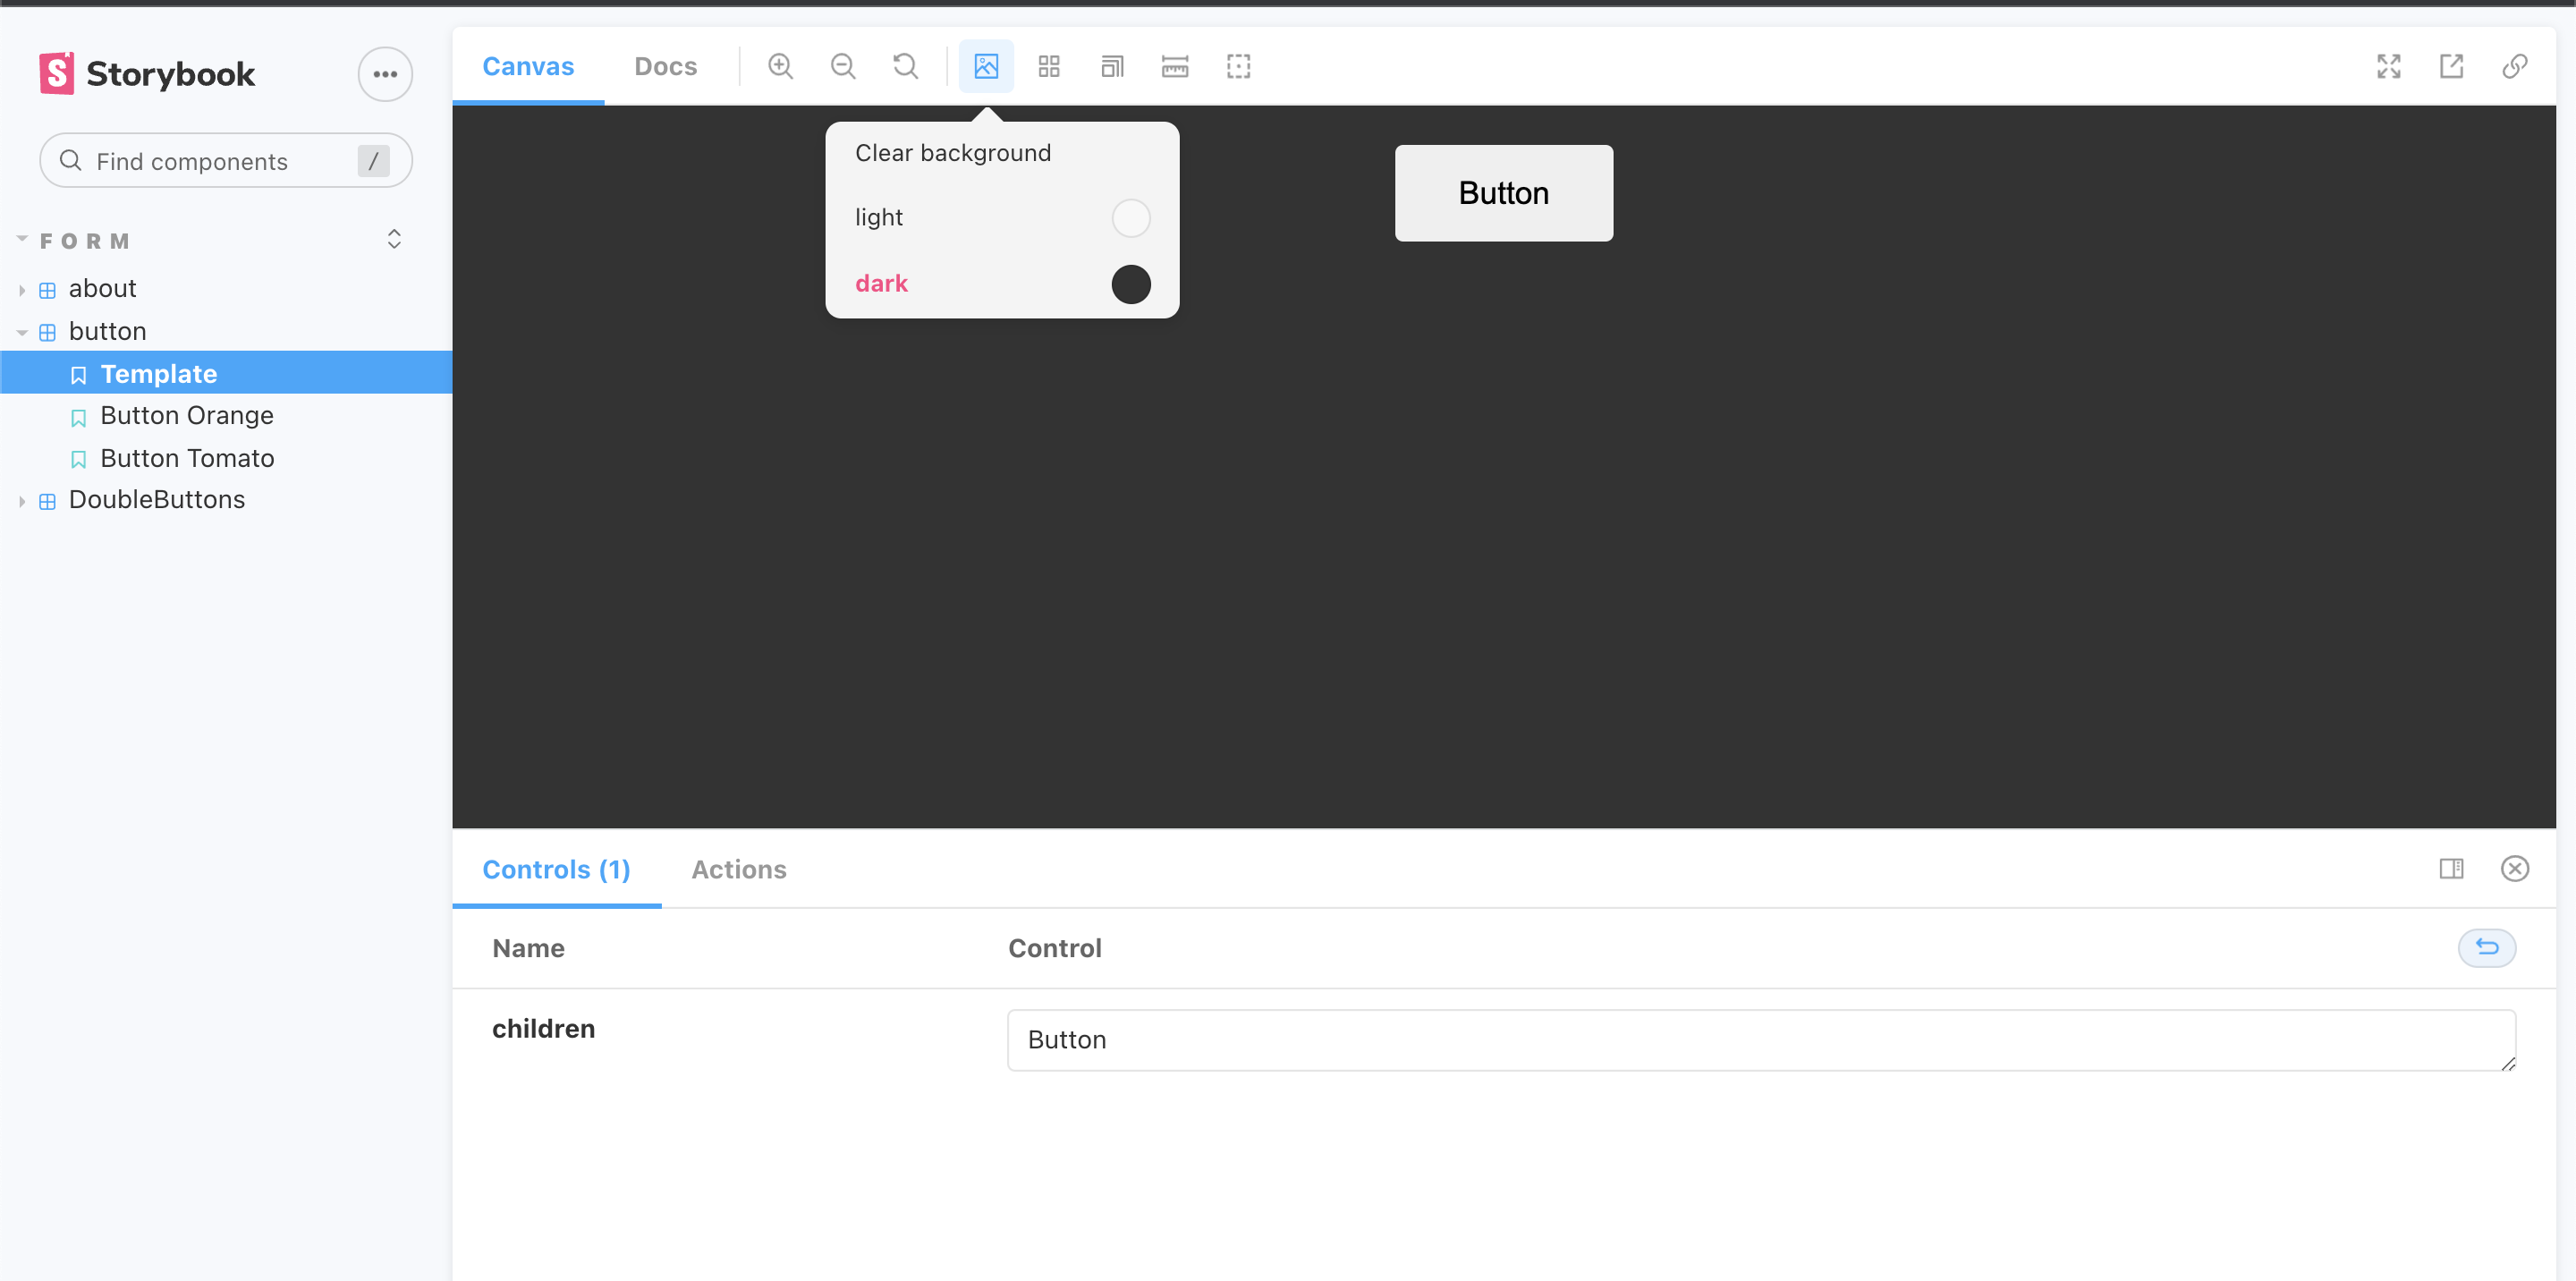 Storybook
Find components
/
FORM
about
button
Template
Button Orange
Button Tomato
DoubleButtons
Canvas
Docs
Clear background
light
dark
Button
Controls (1)
Actions
Name
Control
children
Button